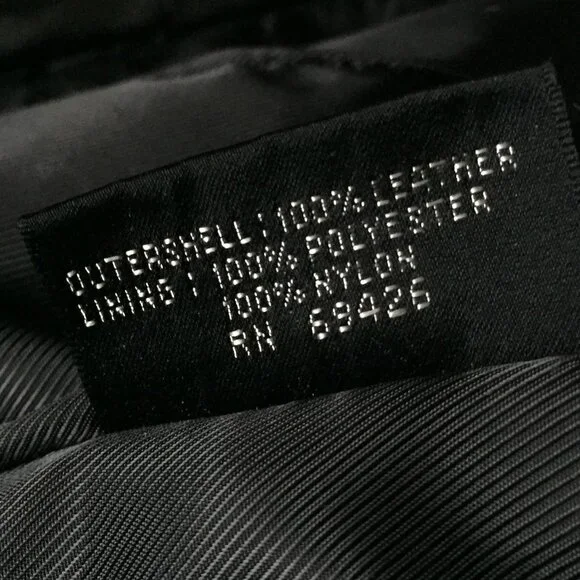 OUTERSHELL: 100% LEATHER
LINING: 100% POLYESTER
100% NYLON
RN 69426